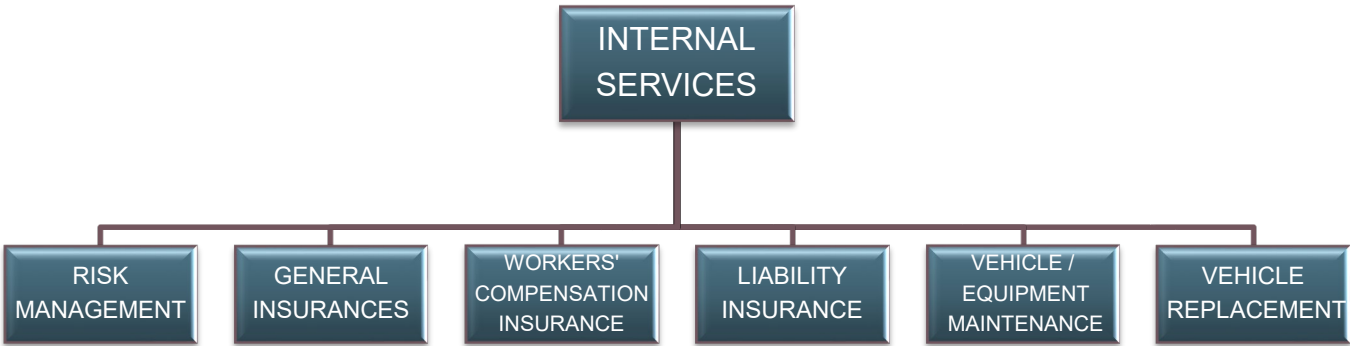 INTERNAL
SERVICES
RISK
MANAGEMENT
GENERAL
INSURANCES
WORKERS'
COMPENSATION
INSURANCE
LIABILITY
INSURANCE
VEHICLE /
EQUIPMENT
MAINTENANCE
VEHICLE
REPLACEMENT